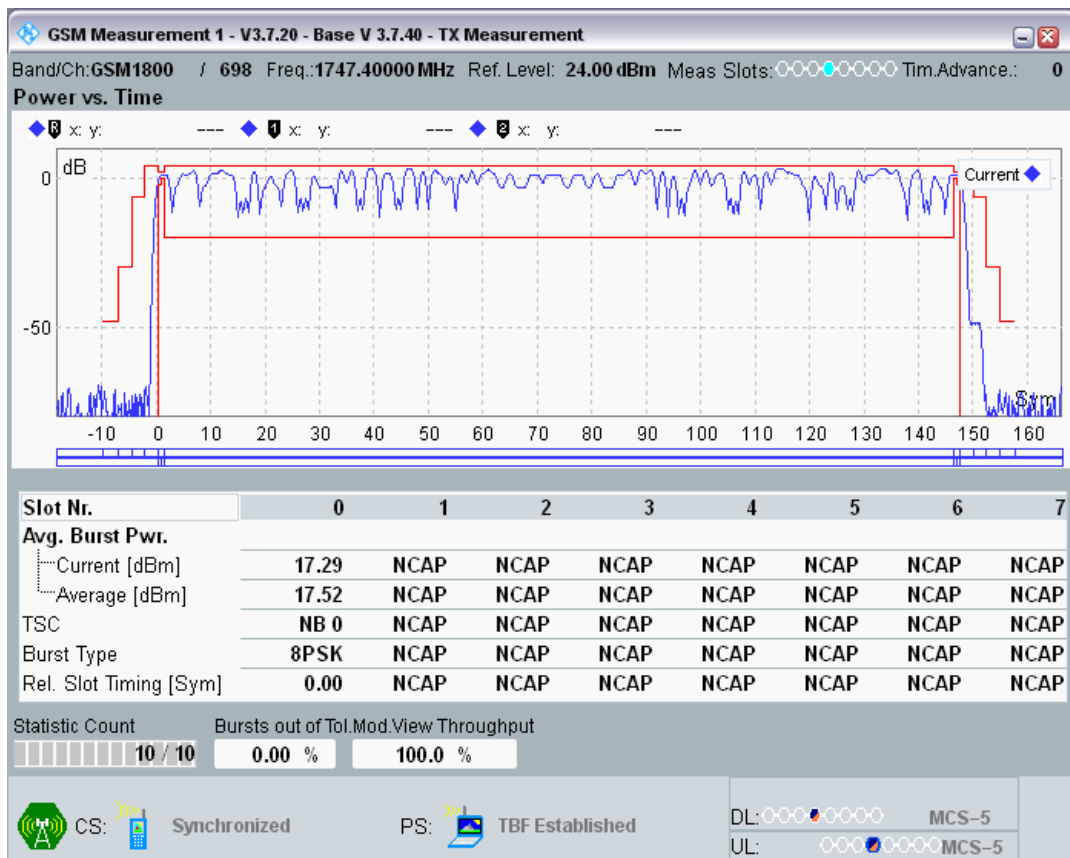 GSM Measurement 1 - V3.7.20 - Base V 3.7.40 - TX Measurement
Band/Ch:GSM1800 / 698 Freq.:1747.40000 MHz Ref. Level: 24.00 dBm Meas Slots: Tim.Advance.: 0
Power vs. Time
R x: y: --- 1 x: y: --- 2 x: y: ---
dB
Current
0
-50
Sym
-10 0 10 20 30 40 50 60 70 80 90 100 110 120 130 140 150 160
Slot Nr. 0 1 2 3 4 5 6 7
Avg. Burst Pwr.
Current [dBm] 17.29 NCAP NCAP NCAP NCAP NCAP NCAP NCAP
Average [dBm] 17.52 NCAP NCAP NCAP NCAP NCAP NCAP NCAP
TSC NB 0 NCAP NCAP NCAP NCAP NCAP NCAP NCAP
Burst Type 8PSK NCAP NCAP NCAP NCAP NCAP NCAP NCAP
Rel. Slot Timing [Sym] 0.00 NCAP NCAP NCAP NCAP NCAP NCAP NCAP
Statistic Count Bursts out of Tol.Mod.View Throughput
10 / 10 0.00 % 100.0 %
CS: Synchronized PS: TBF Established DL: MCS-5
UL: MCS-5